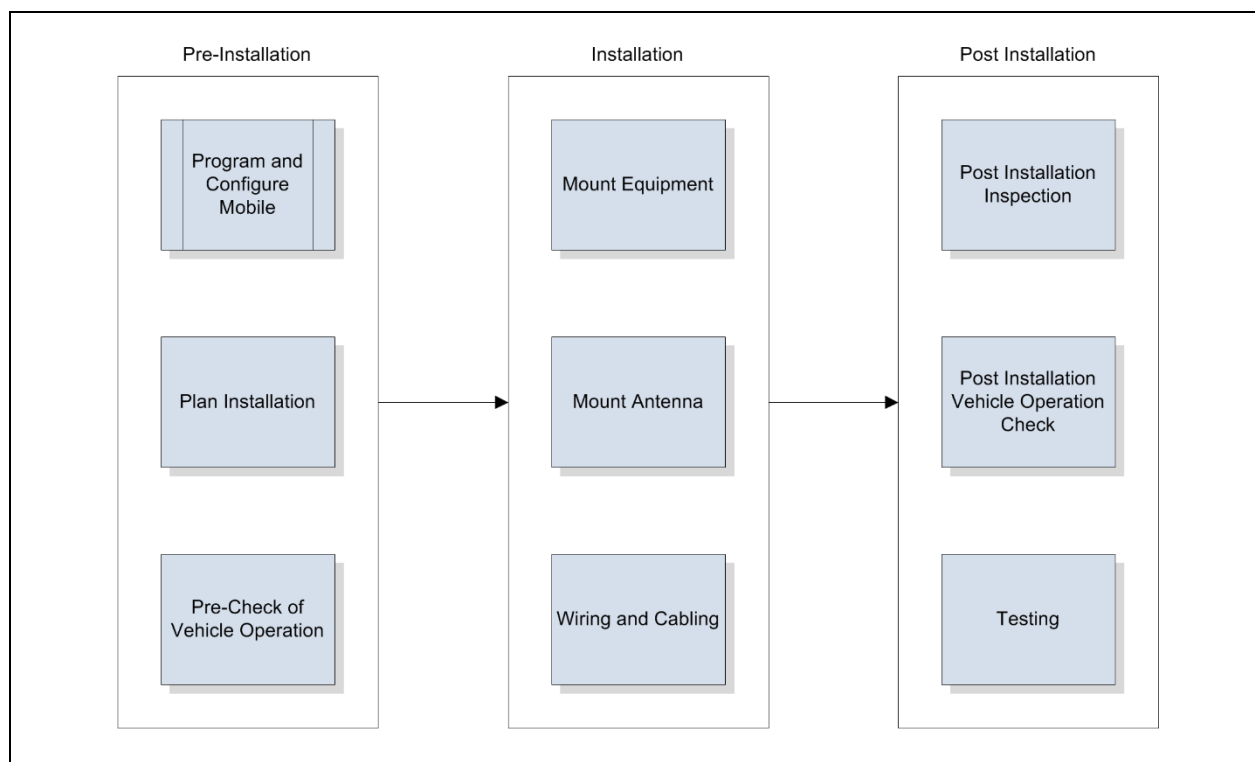 Pre-Installation
Program and
Configure
Mobile
Plan Installation
Pre-Check of
Vehicle Operation
Installation
Mount Equipment
Mount Antenna
Wiring and Cabling
Post Installation
Post Installation
Inspection
Post Installation
Vehicle Operation
Check
Testing